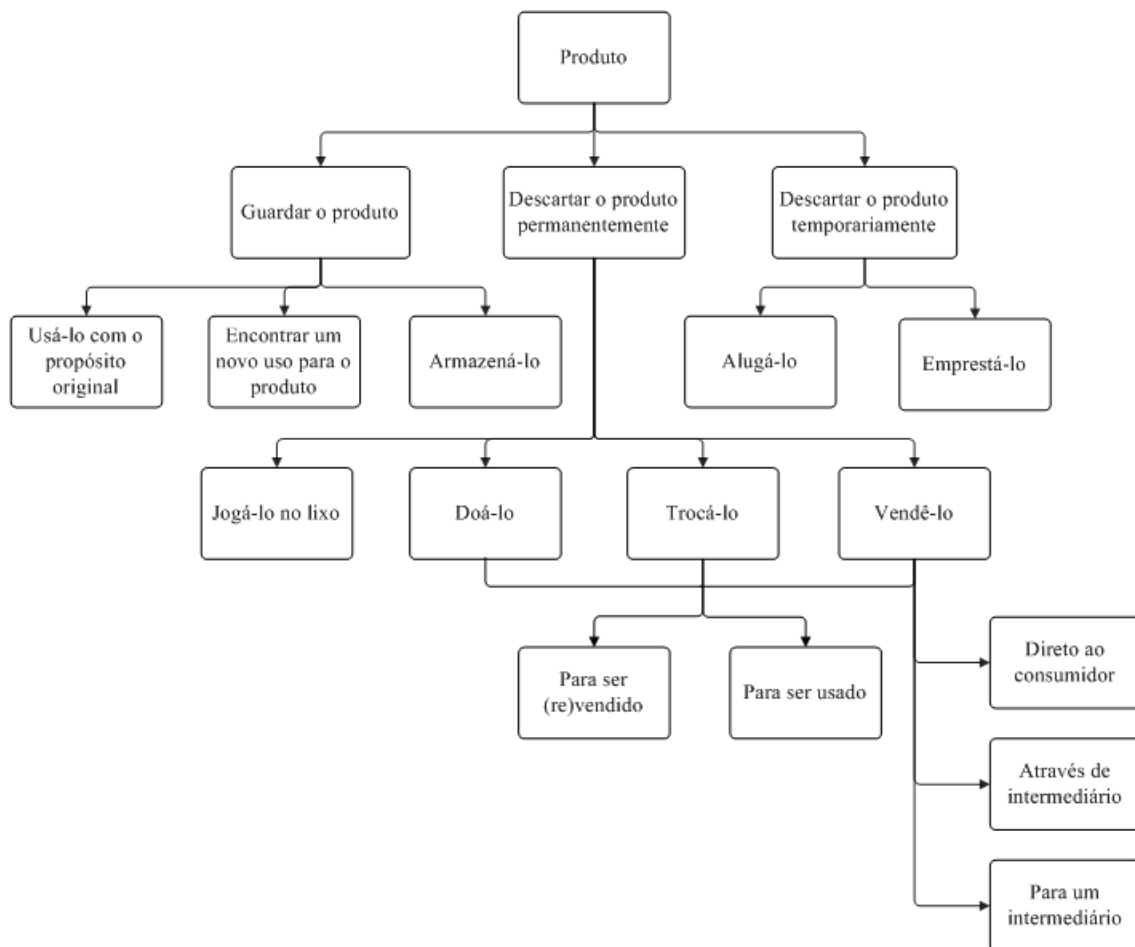 Produto
Guardar o produto
Descartar o produto
permanentemente
Descartar o produto
temporariamente
Usá-lo com o
propósito
original
Encontrar um
novo uso para o
produto
Armazená-lo
Alugá-lo
Emprestá-lo
Jogá-lo no lixo
Doá-lo
Trocá-lo
Vendê-lo
Para ser
(re)vendido
Para ser usado
Direto ao
consumidor
Através de
intermediário
Para um
intermediário